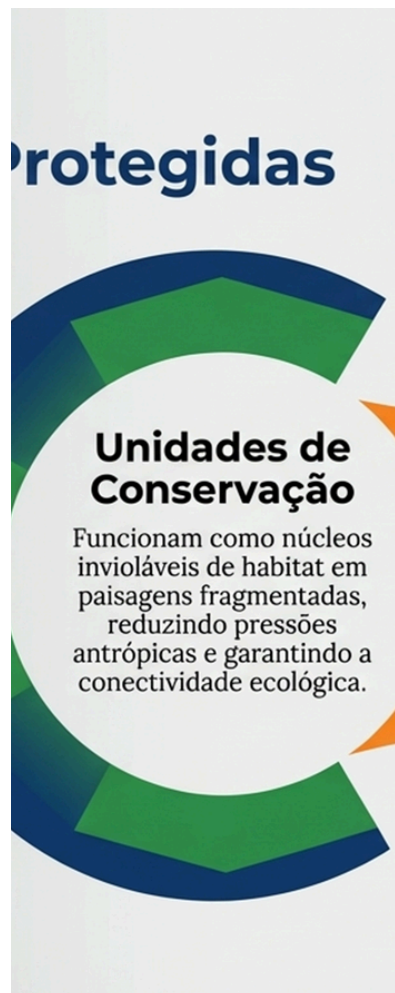 Protegidas
Unidades de
Conservação
Funcionam como núcleos
invioláveis de habitat em
paisagens fragmentadas,
reduzindo pressões
antrópicas e garantindo a
conectividade ecológica.